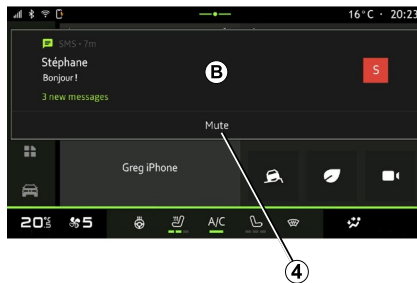 16°C · 20:23
SMS · 7m
Stéphane
Bonjour!
3 new messages
B
S
Mute
Greg iPhone
20.5 5 A/C
4